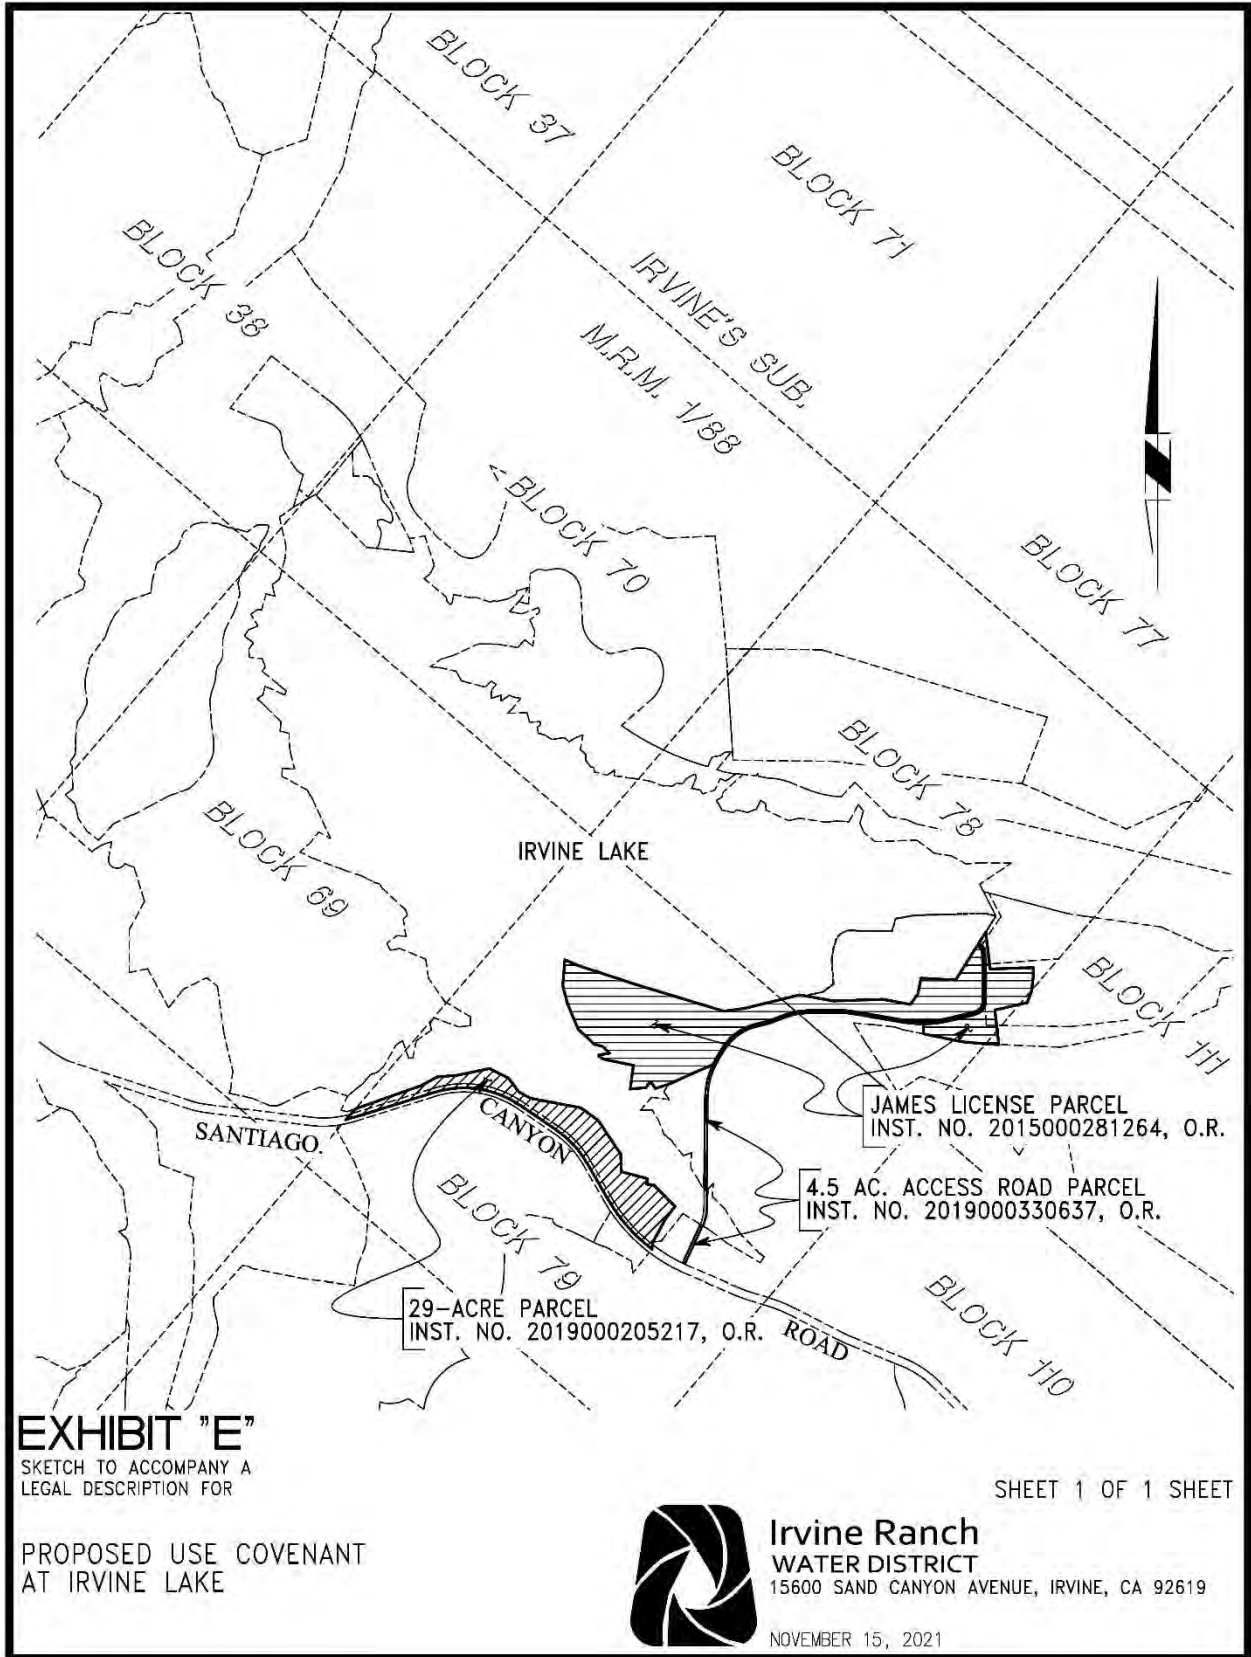 BLOCK 37
BLOCK 71
BLOCK 38
IRVINE'S SUB.
M.R.M. 1/88
BLOCK 70
BLOCK 77
BLOCK 78
BLOCK 69
IRVINE LAKE
BLOCK 111
JAMES LICENSE PARCEL
INST. NO. 2015000281264, O.R.
SANTIAGO.
CANYON
4.5 AC. ACCESS ROAD PARCEL
INST. NO. 2019000330637, O.R.
BLOCK 79
29-ACRE PARCEL
INST. NO. 2019000205217, O.R.
ROAD
BLOCK 110
EXHIBIT "E"
SKETCH TO ACCOMPANY A
LEGAL DESCRIPTION FOR
SHEET 1 OF 1 SHEET
PROPOSED USE COVENANT
AT IRVINE LAKE
Irvine Ranch
WATER DISTRICT
15600 SAND CANYON AVENUE, IRVINE, CA 92619
NOVEMBER 15, 2021